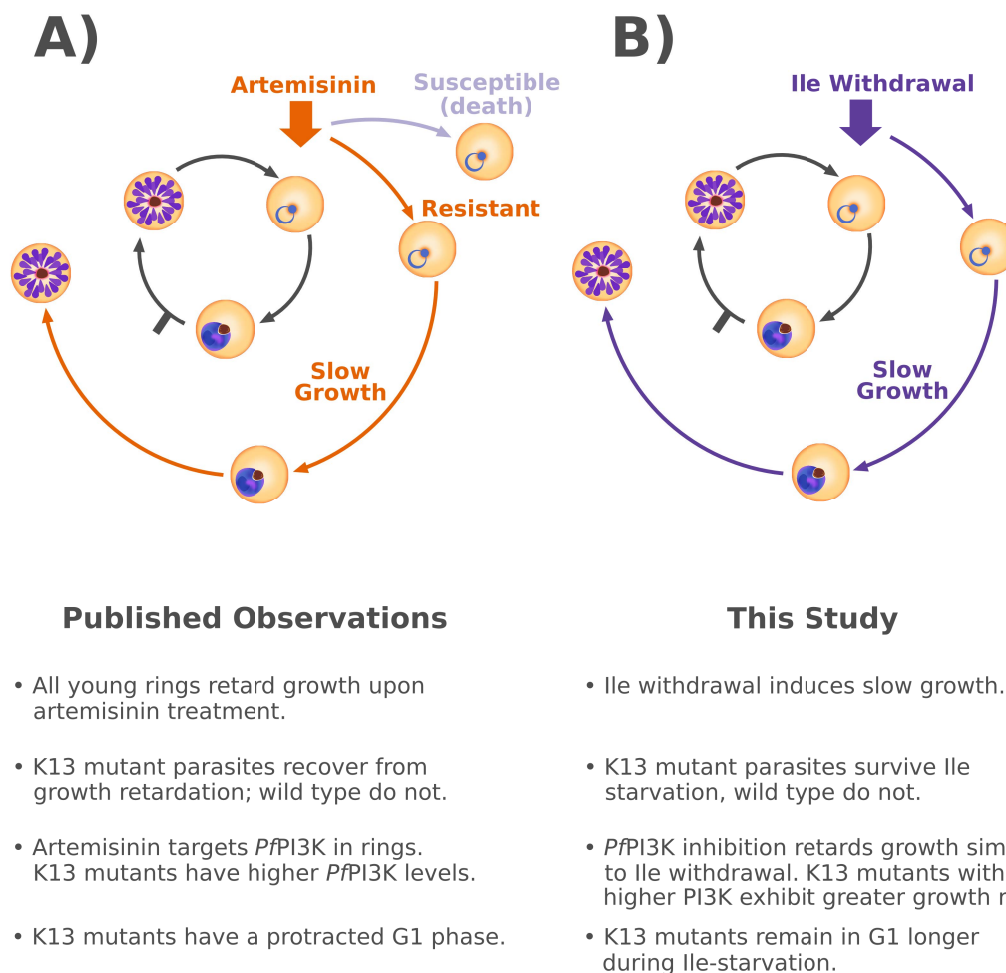 A)
Artemisinin
Susceptible
(death)
Resistant
Slow
Growth
Published Observations
• All young rings retard growth upon
artemisinin treatment.
• K13 mutant parasites recover from
growth retardation; wild type do not.
• Artemisinin targets PfPI3K in rings.
K13 mutants have higher PfPI3K levels.
• K13 mutants have a protracted G1 phase.
B)
Ile Withdrawal
Slow
Growth
This Study
• Ile withdrawal induces slow growth.
• K13 mutant parasites survive Ile
starvation, wild type do not.
• PfPI3K inhibition retards growth sim
to Ile withdrawal. K13 mutants with
higher PI3K exhibit greater growth
• K13 mutants remain in G1 longer
during Ile-starvation.